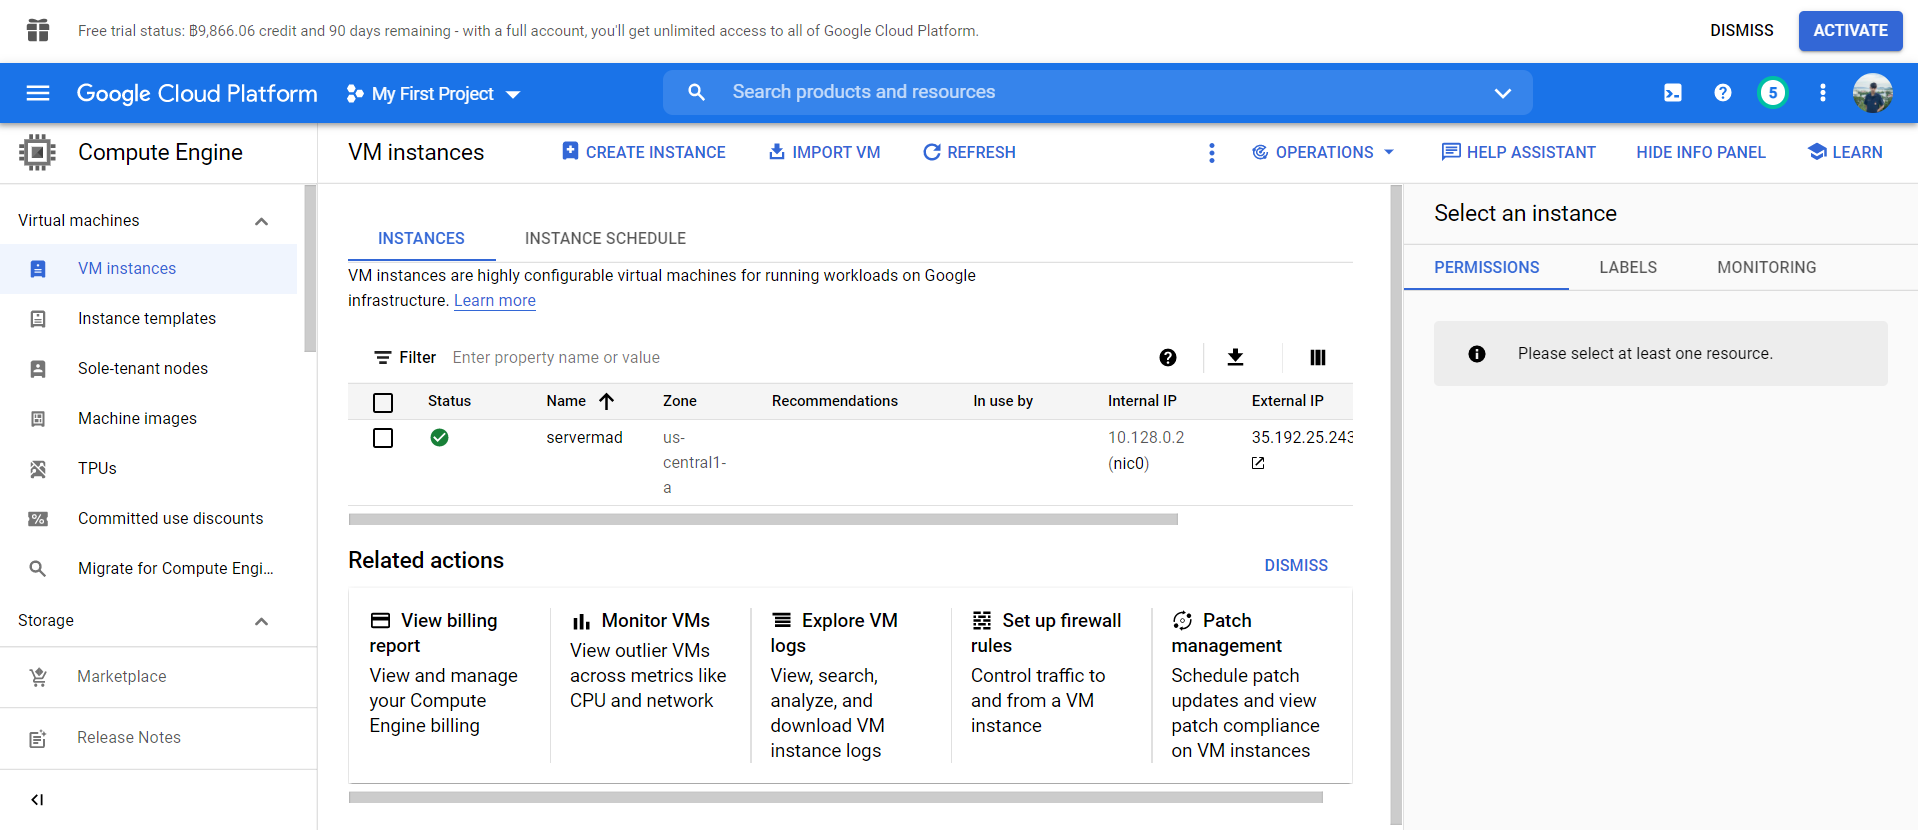 Free trial status: ฿9,866.06 credit and 90 days remaining - with a full account, you'll get unlimited access to all of Google Cloud Platform.
DISMISS
ACTIVATE
Google Cloud Platform
My First Project
Search products and resources
5
Compute Engine
VM instances
CREATE INSTANCE
IMPORT VM
REFRESH
OPERATIONS
HELP ASSISTANT
HIDE INFO PANEL
LEARN
Virtual machines
VM instances
Instance templates
Sole-tenant nodes
Machine images
TPUs
Committed use discounts
Migrate for Compute Engi...
Storage
Marketplace
Release Notes
INSTANCES
INSTANCE SCHEDULE
VM instances are highly configurable virtual machines for running workloads on Google
infrastructure. Learn more
Filter
Enter property name or value
Status
Name
Zone
Recommendations
In use by
Internal IP
External IP
servermad
us-
central1-
a
10.128.0.2
(nic0)
35.192.25.243
Related actions
DISMISS
View billing
report
View and manage
your Compute
Engine billing
Monitor VMs
View outlier VMs
across metrics like
CPU and network
Explore VM
logs
View, search,
analyze, and
download VM
instance logs
Set up firewall
rules
Control traffic to
and from a VM
instance
Patch
management
Schedule patch
updates and view
patch compliance
on VM instances
Select an instance
PERMISSIONS
LABELS
MONITORING
Please select at least one resource.